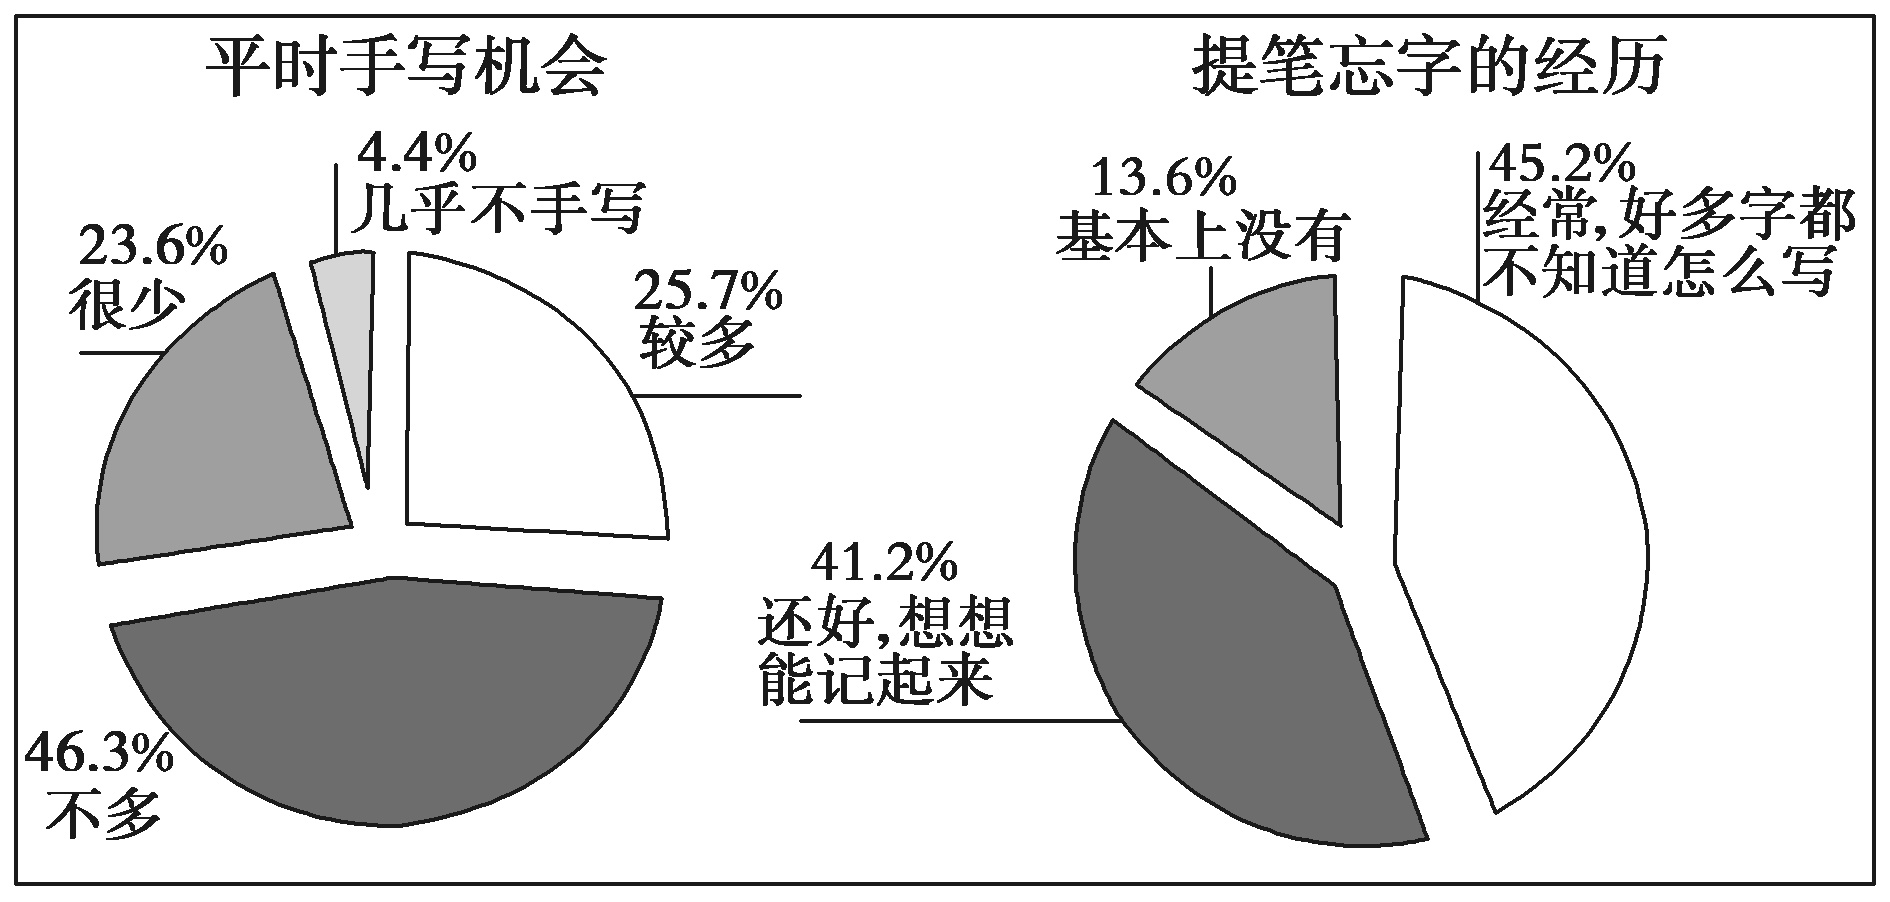 平时手写机会
4.4%
几乎不手写
23.6%
很少
25.7%
较多
46.3%
不多
提笔忘字的经历
13.6%
基本上没有
45.2%
经常,好多字都
不知道怎么写
41.2%
还好,想想
能记起来